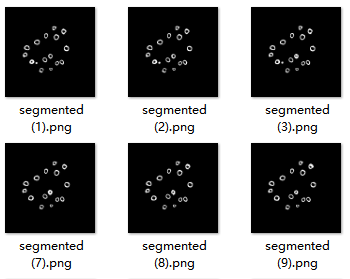 segmented segmented segmented
(1).png (2).png (3).png
segmented segmented segmented
(7).png (8).png (9).png